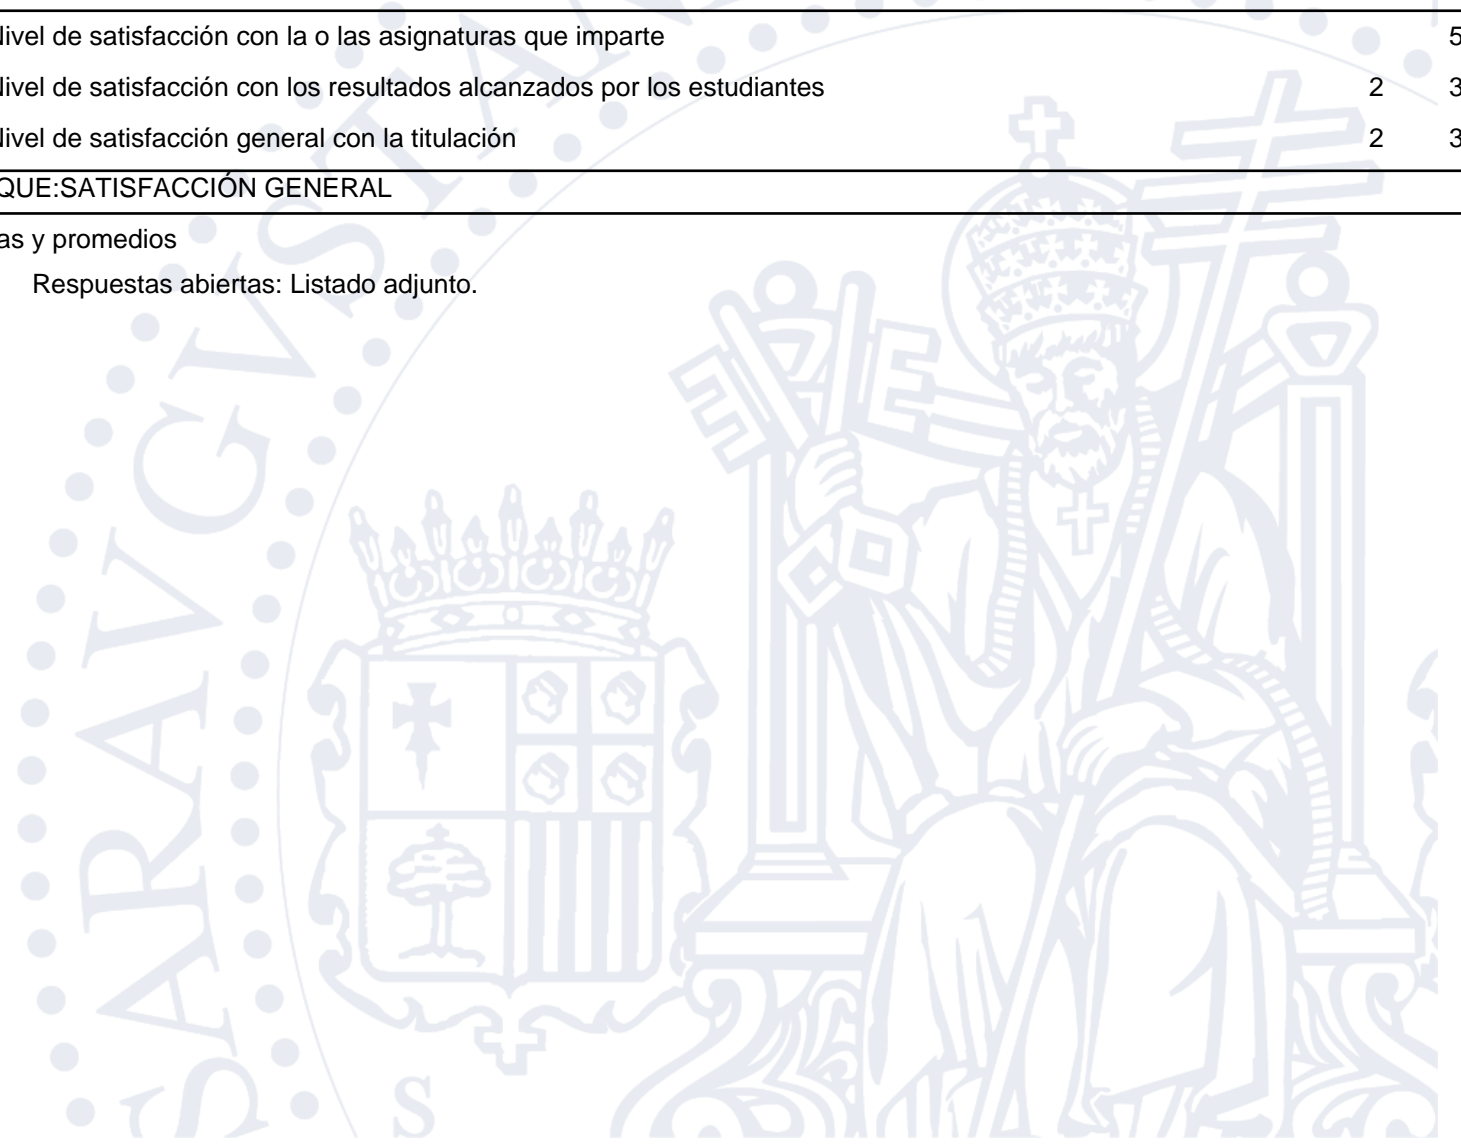 ivel de satisfacción con la o las asignaturas que imparte 5
ivel de satisfacción con los resultados alcanzados por los estudiantes 2 3
ivel de satisfacción general con la titulación 2 3
QUE:SATISFACCIÓN GENERAL
as y promedios
Respuestas abiertas: Listado adjunto.
SARAVGVSTAN
S